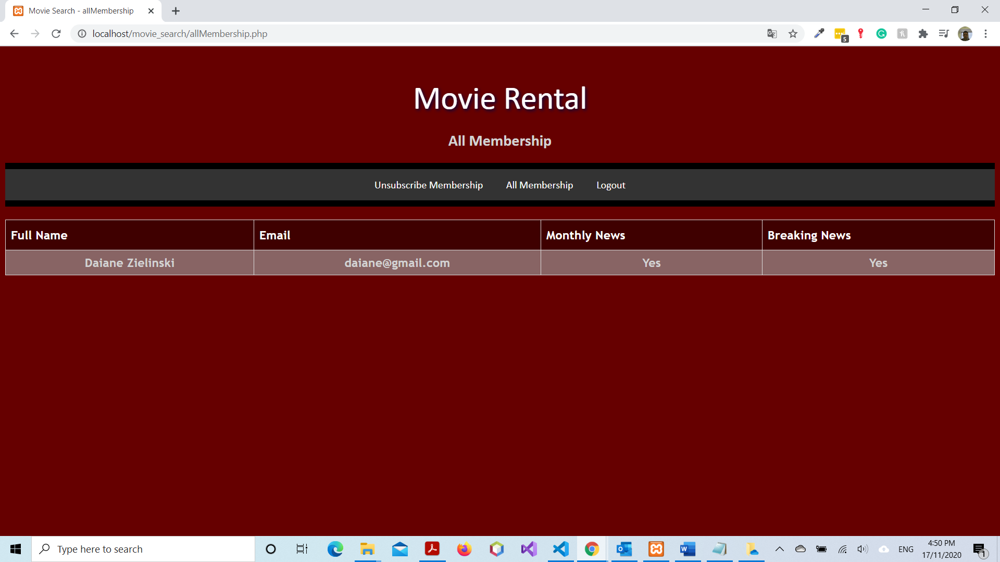 Movie Search - allMembership
localhost/movie_search/allMembership.php
5
Movie Rental
All Membership
Unsubscribe Membership All Membership Logout
Full Name Email Monthly News Breaking News
Daiane Zielinski daiane@gmail.com Yes Yes
Type here to search
ENG
4:50 PM
17/11/2020
1